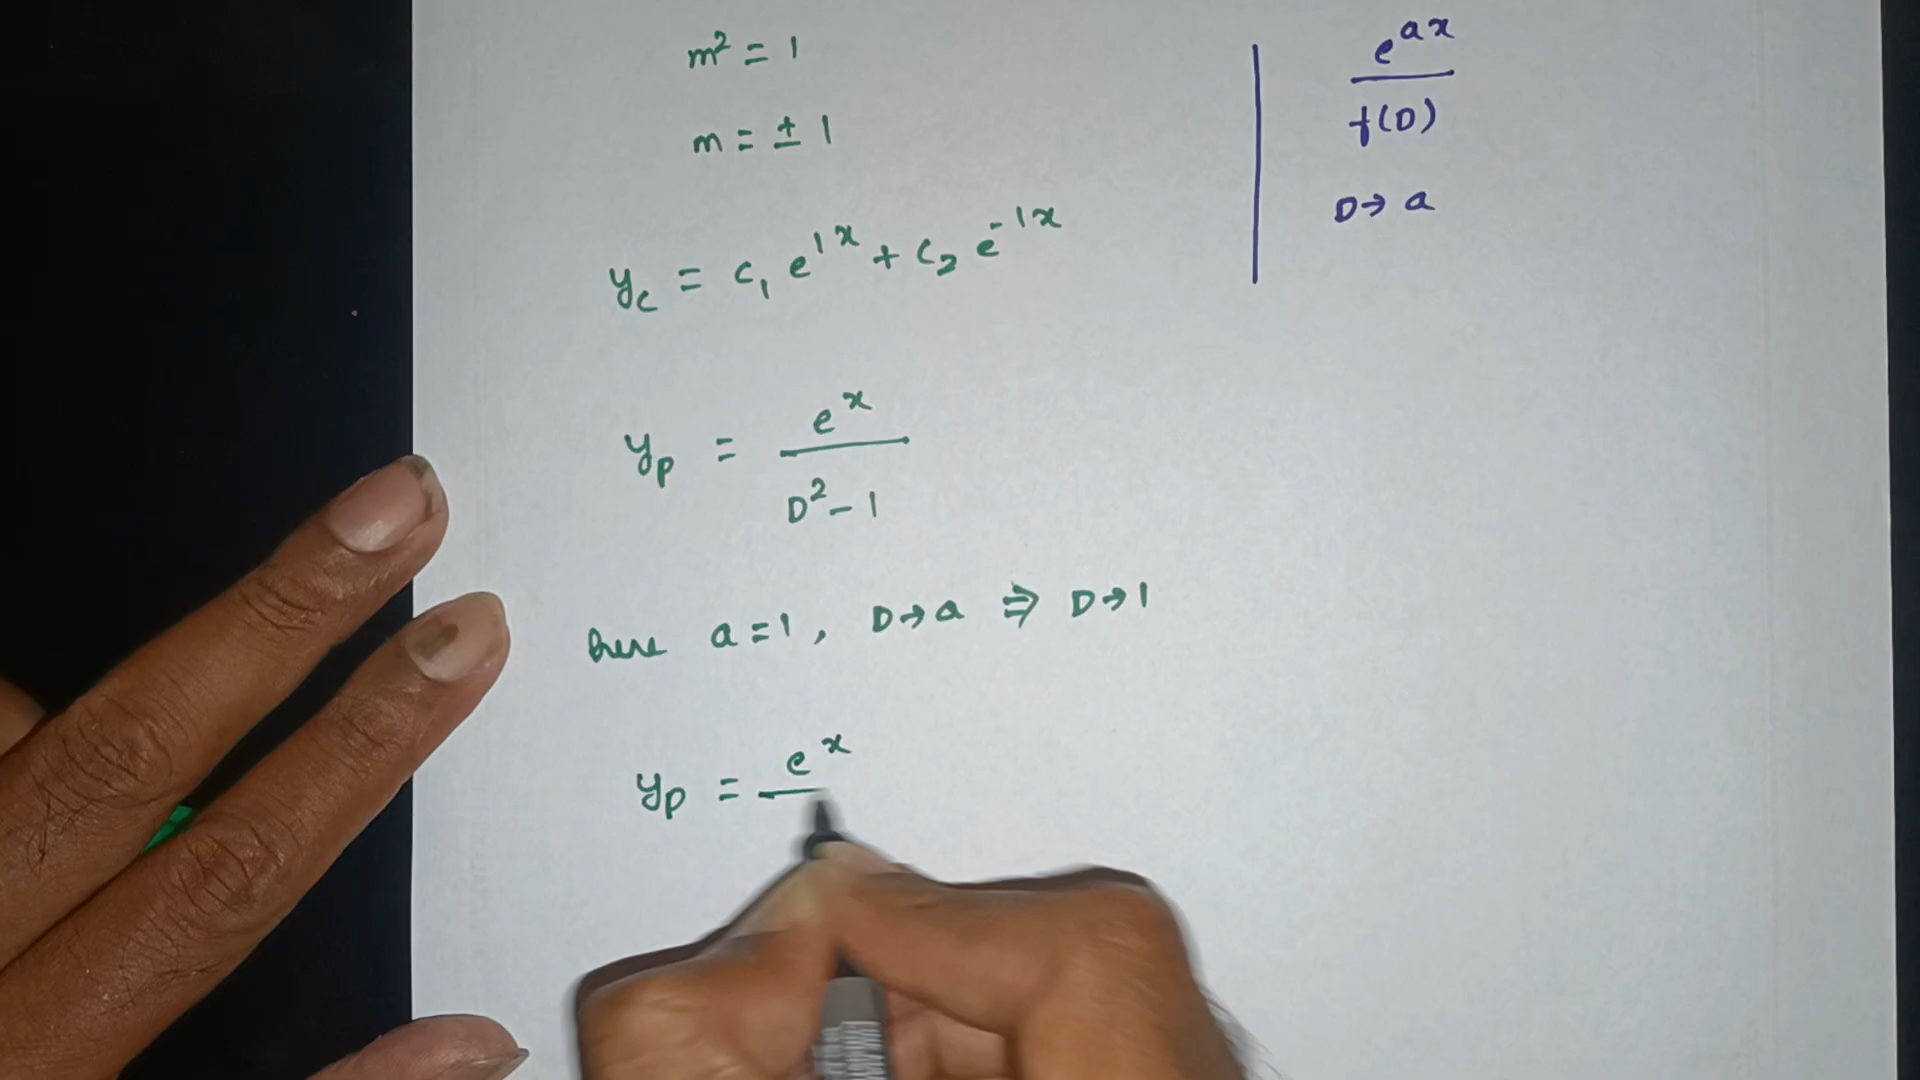 m² = 1
m = ± 1
y_c = c₁ e^{1x} + c₂ e^{-1x}
y_p = e^x / D² - 1
here a = 1, D → a ⇒ D → 1
y_p = e^x
e^{ax} / f(D)
D → a